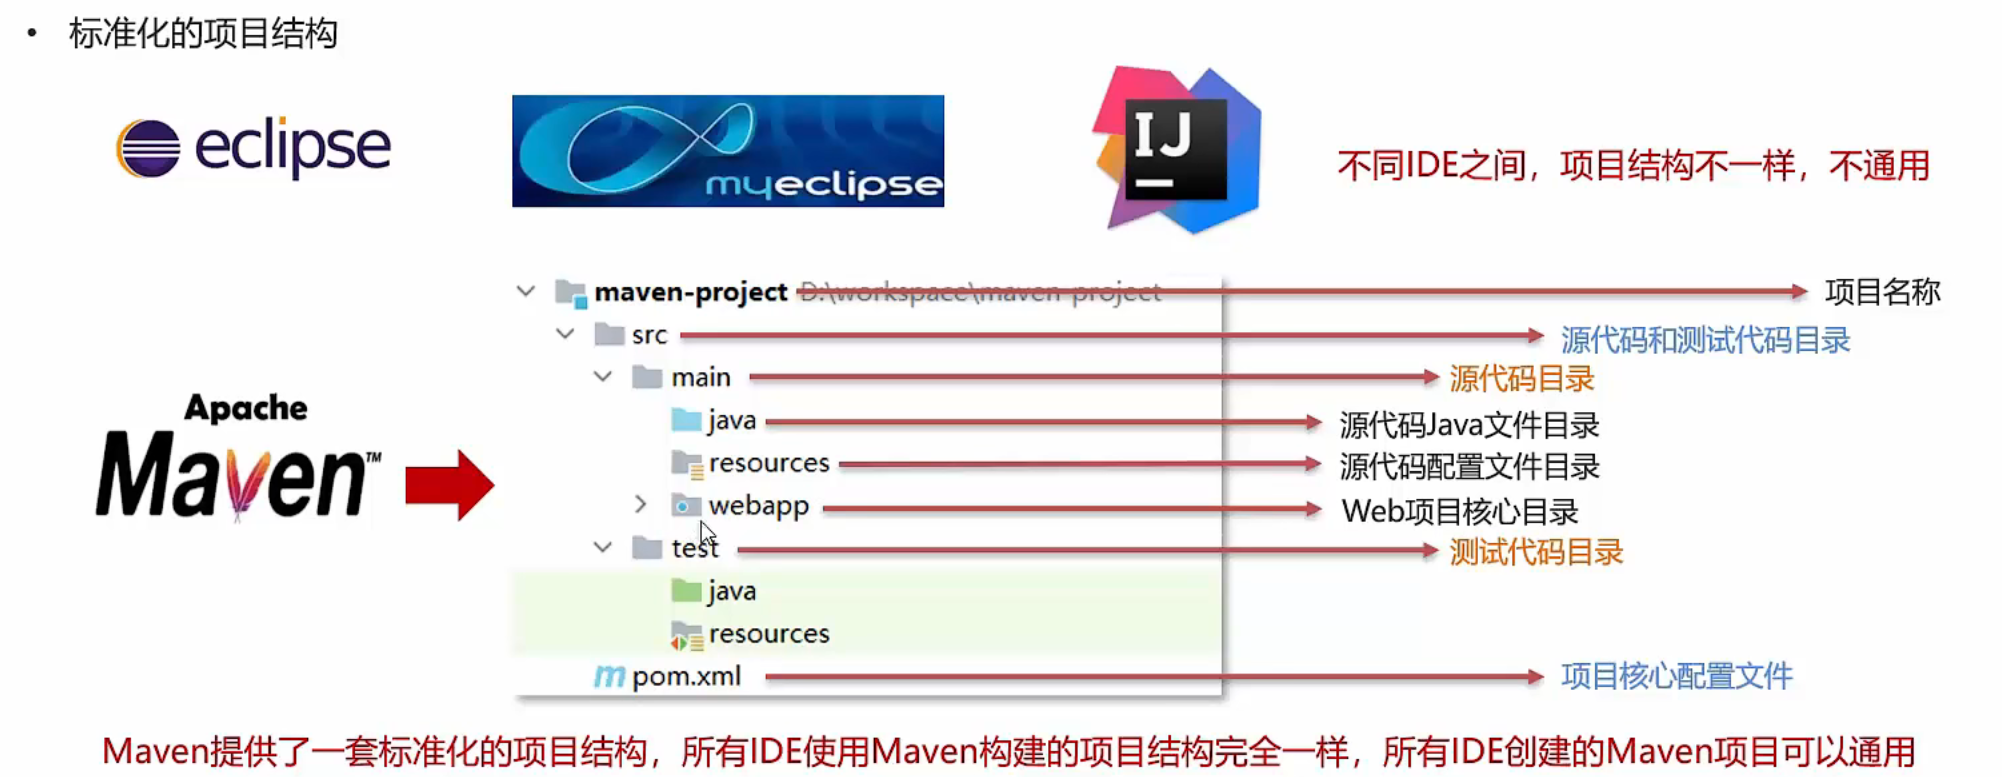 • 标准化的项目结构
eclipse
myeclipse
IJ
不同IDE之间，项目结构不一样，不通用
maven-project D:\workspace\maven-project 项目名称
src 源代码和测试代码目录
main 源代码目录
java 源代码Java文件目录
resources 源代码配置文件目录
webapp Web项目核心目录
test 测试代码目录
java
resources
pom.xml 项目核心配置文件
Apache
Maven™
Maven提供了一套标准化的项目结构，所有IDE使用Maven构建的项目结构完全一样，所有IDE创建的Maven项目可以通用